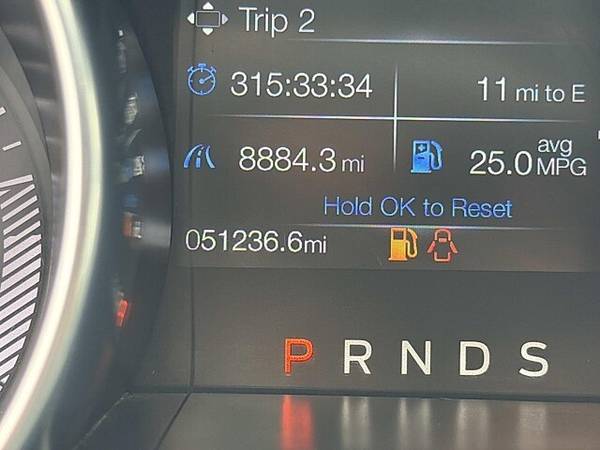 Trip 2
315:33:34 11 mi to E
8884.3 mi 25.0 avg MPG
Hold OK to Reset
051236.6mi
P R N D S